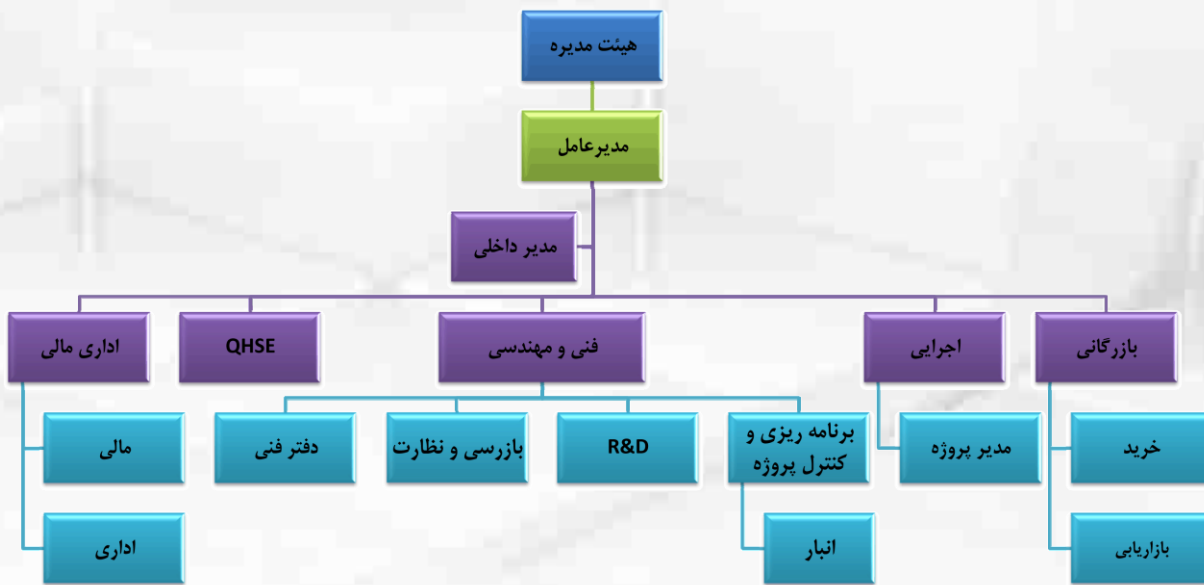 هیئت مدیره
مدیرعامل
مدیر داخلی
بازرگانی
اجرایی
فنی و مهندسی
QHSE
اداری مالی
خرید
مدیر پروژه
برنامه ریزی و
کنترل پروژه
R&D
بازرسی و نظارت
دفتر فنی
مالی
بازاریابی
انبار
اداری